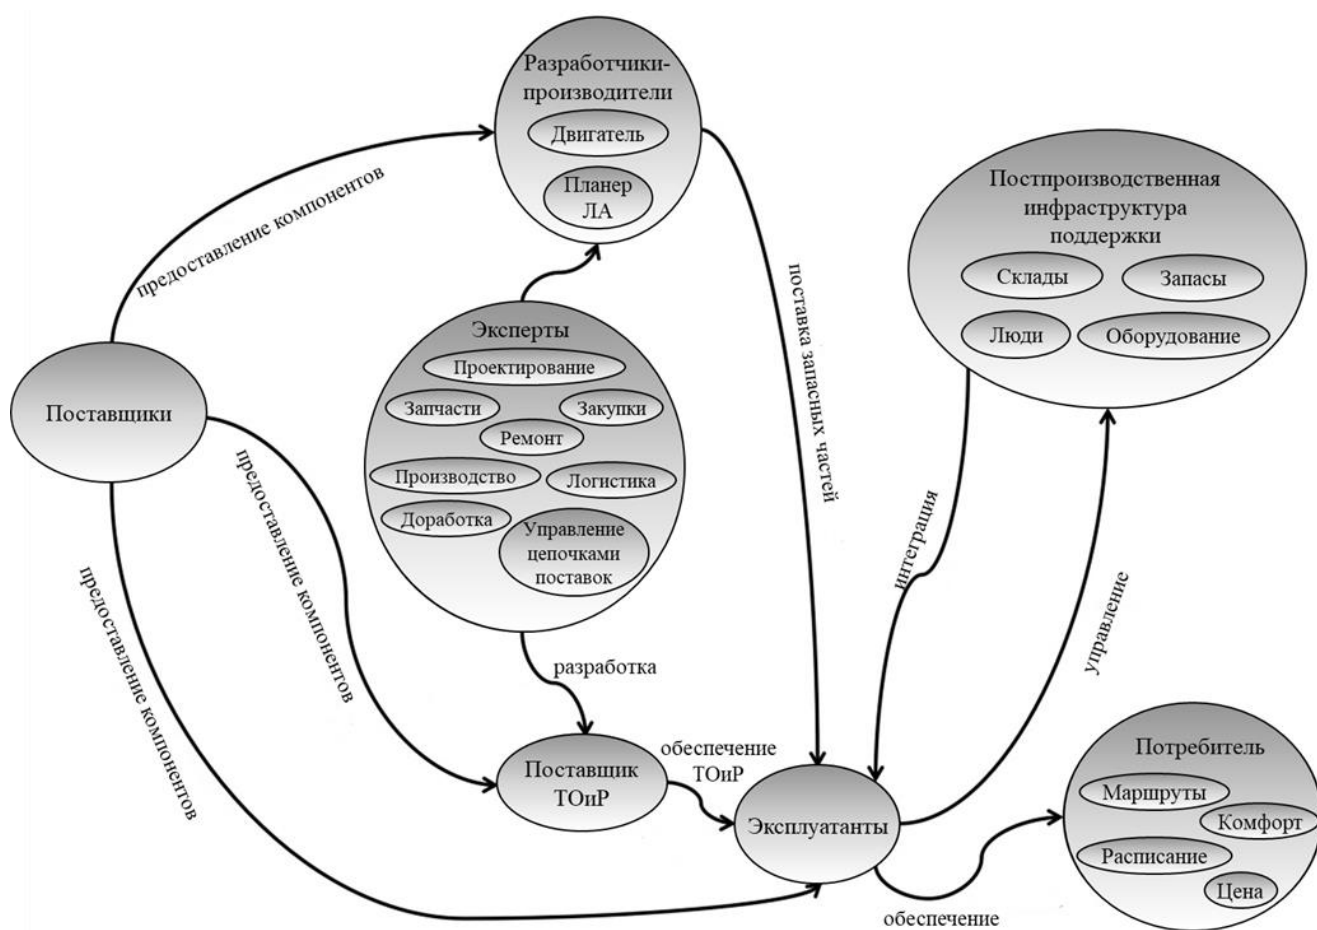 Разработчики-
производители
Двигатель
Планер
ЛА
предоставление компонентов
Постпроизводственная
инфраструктура
поддержки
Склады
Запасы
Люди
Оборудование
поставка запасных частей
Эксперты
Проектирование
Запчасти
Закупки
Ремонт
Производство
Логистика
Доработка
Управление
цепочками
поставок
Поставщики
предоставление компонентов
предоставление компонентов
интеграция
управление
разработка
обеспечение
ТОиР
Поставщик
ТОиР
Эксплуатанты
обеспечение
Потребитель
Маршруты
Комфорт
Расписание
Цена